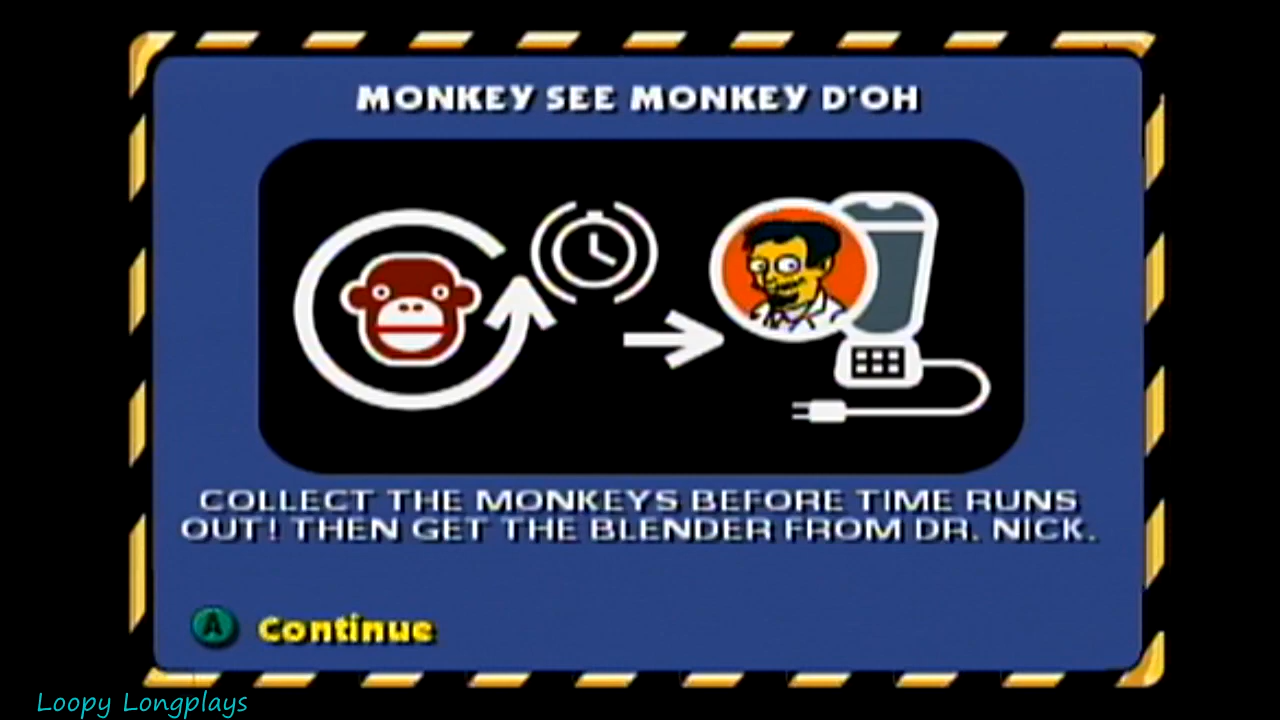 MONKEY SEE MONKEY D'OH
COLLECT THE MONKEYS BEFORE TIME RUNS
OUT! THEN GET THE BLENDER FROM DR. NICK.
A Continue
Loopy Longplays